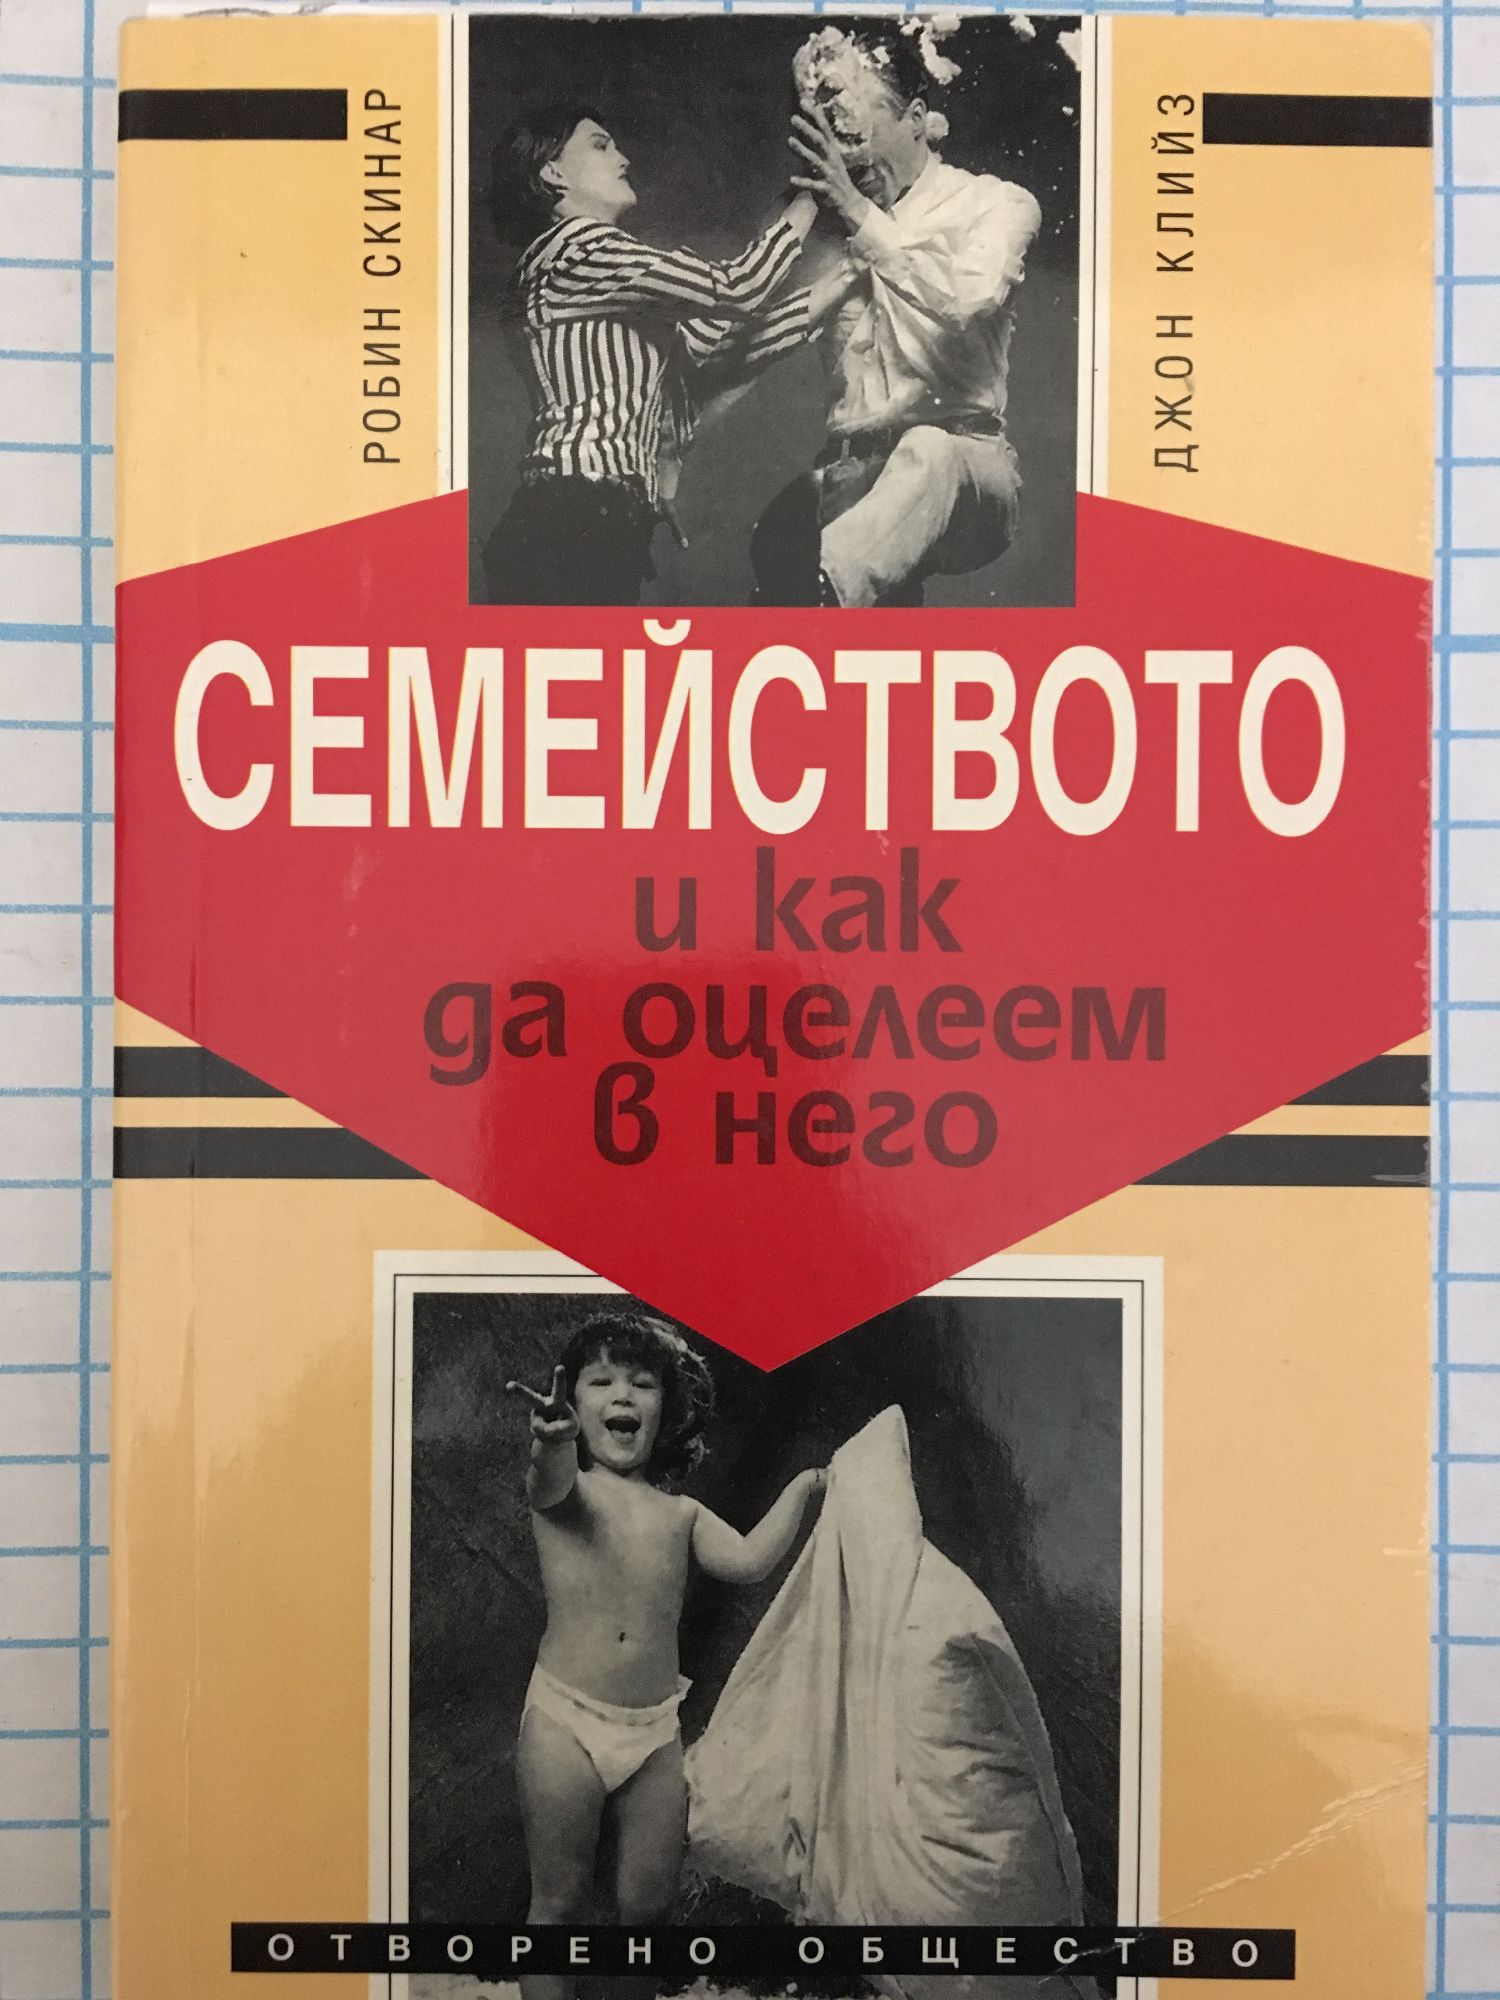 РОБИН СКИНАР
ДЖОН КЛИЙЗ
СЕМЕЙСТВОТО
и как
да оцелеем
в него
ОТВОРЕНО ОБЩЕСТВО